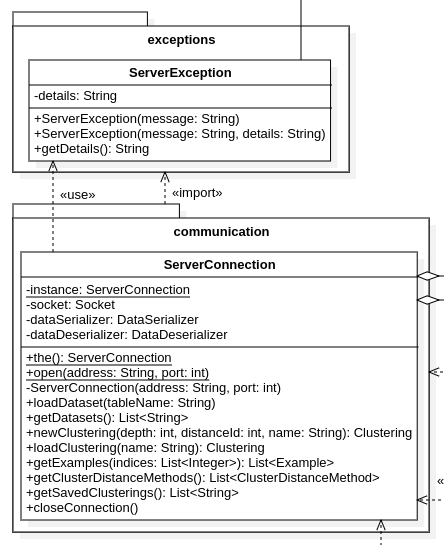 exceptions
ServerException
-details: String
+ServerException(message: String)
+ServerException(message: String, details: String)
+getDetails(): String
«use»
«import»
communication
ServerConnection
-instance: ServerConnection
-socket: Socket
-dataSerializer: DataSerializer
-dataDeserializer: DataDeserializer
+the(): ServerConnection
+open(address: String, port: int)
-ServerConnection(address: String, port: int)
+loadDataset(tableName: String)
+getDatasets(): List<String>
+newClustering(depth: int, distanceId: int, name: String): Clustering
+loadClustering(name: String): Clustering
+getExamples(indices: List<Integer>): List<Example>
+getClusterDistanceMethods(): List<ClusterDistanceMethod>
+getSavedClusterings(): List<String>
+closeConnection()
«